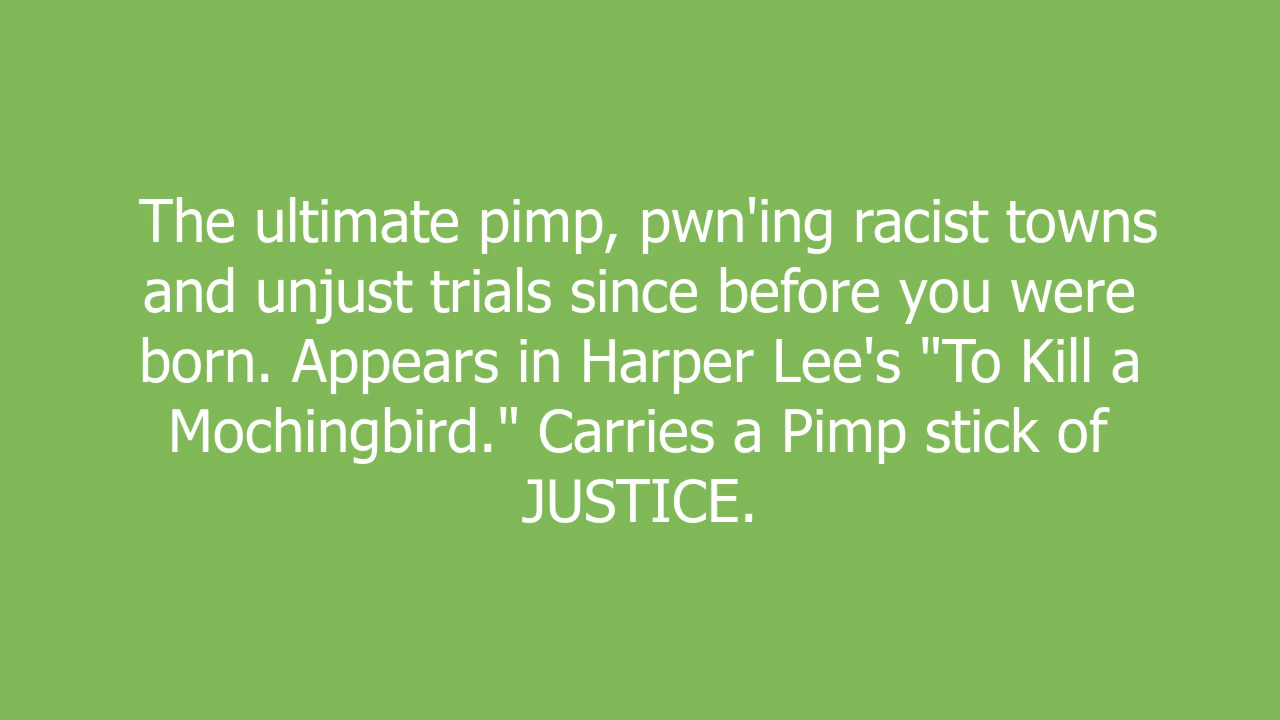 The ultimate pimp, pwn'ing racist towns
and unjust trials since before you were
born. Appears in Harper Lee's "To Kill a
Mochingbird." Carries a Pimp stick of
JUSTICE.